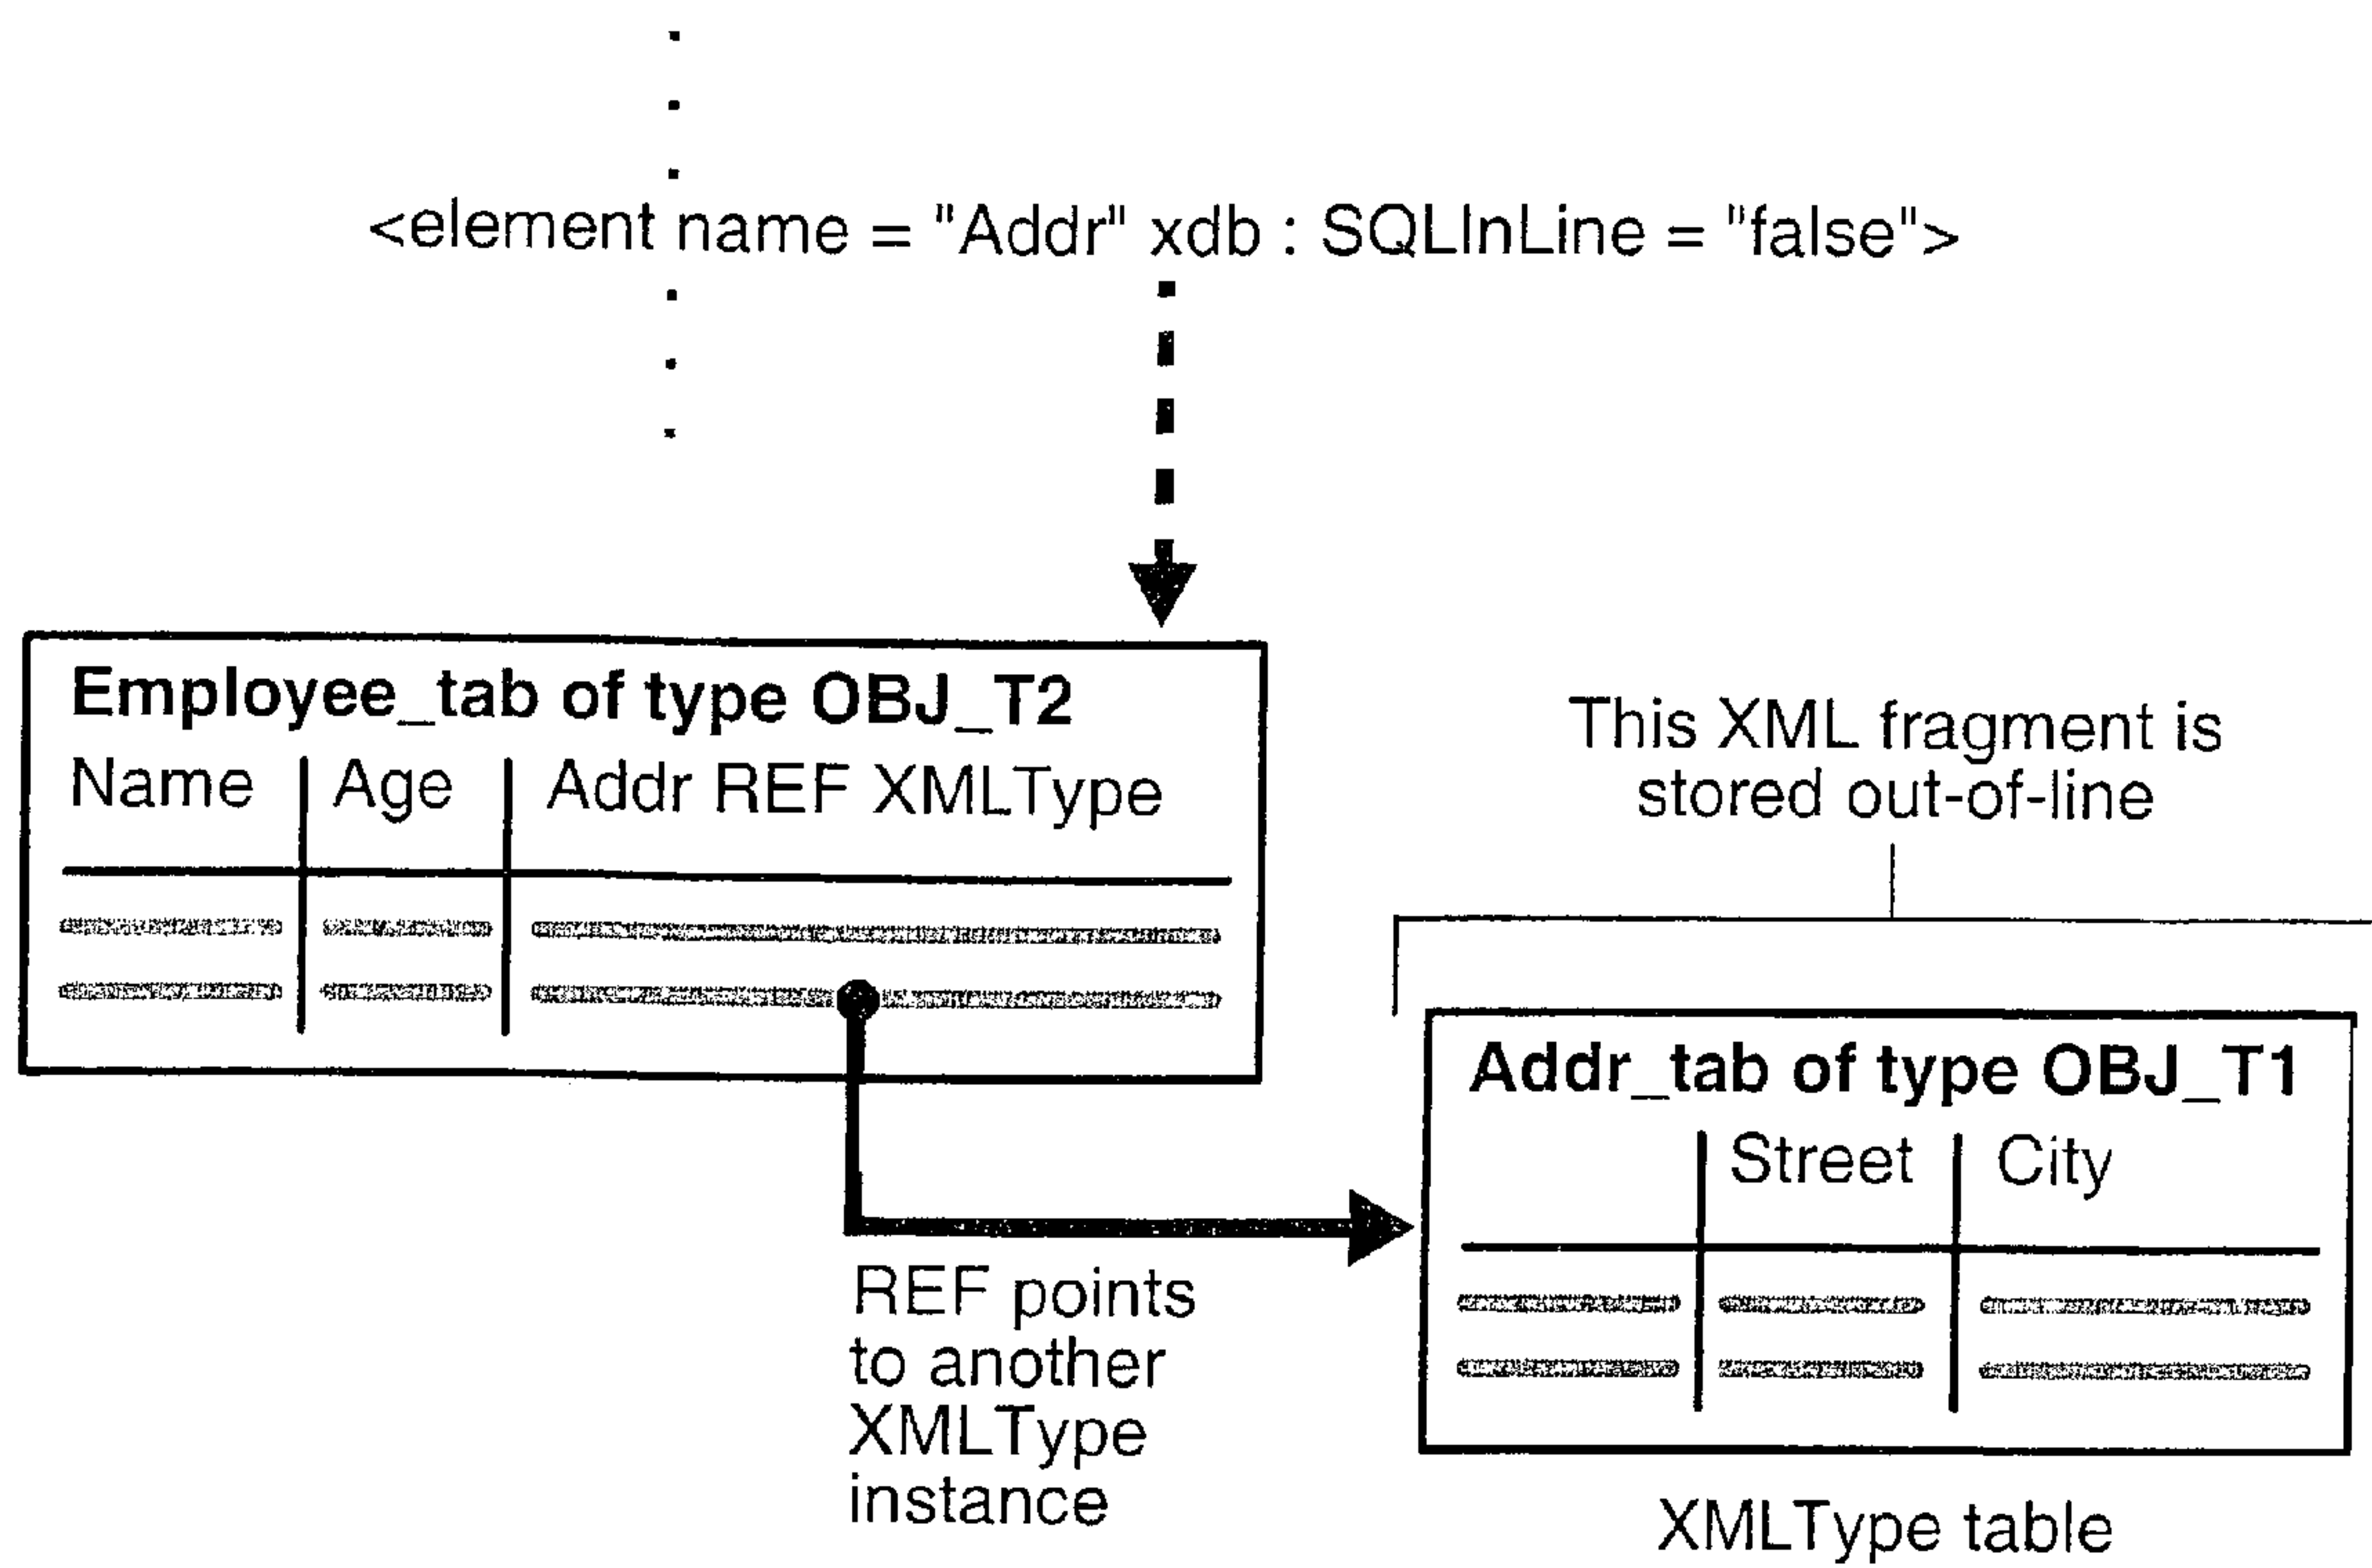 <element name = "Addr" xdb : SQLInLine = "false">
Employee_tab of type OBJ_T2
Name Age Addr REF XMLType
This XML fragment is
stored out-of-line
Addr_tab of type OBJ_T1
Street City
REF points
to another
XMLType
instance
XMLType table